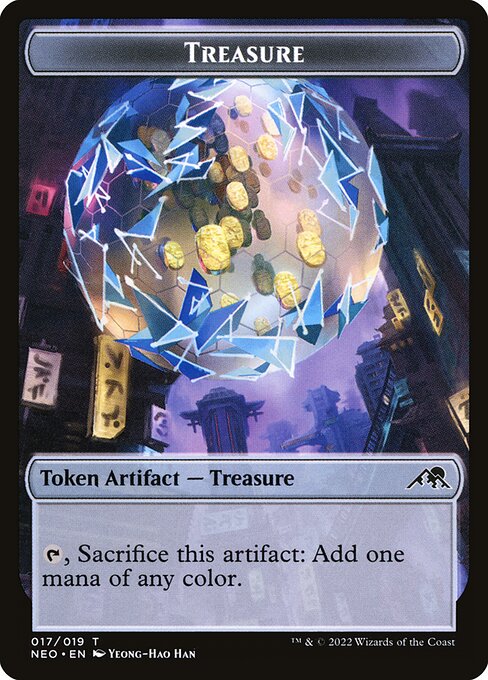 TREASURE
Token Artifact — Treasure
, Sacrifice this artifact: Add one
mana of any color.
017/019 T
NEO • EN Yeong-Hao Han
™ & © 2022 Wizards of the Coast